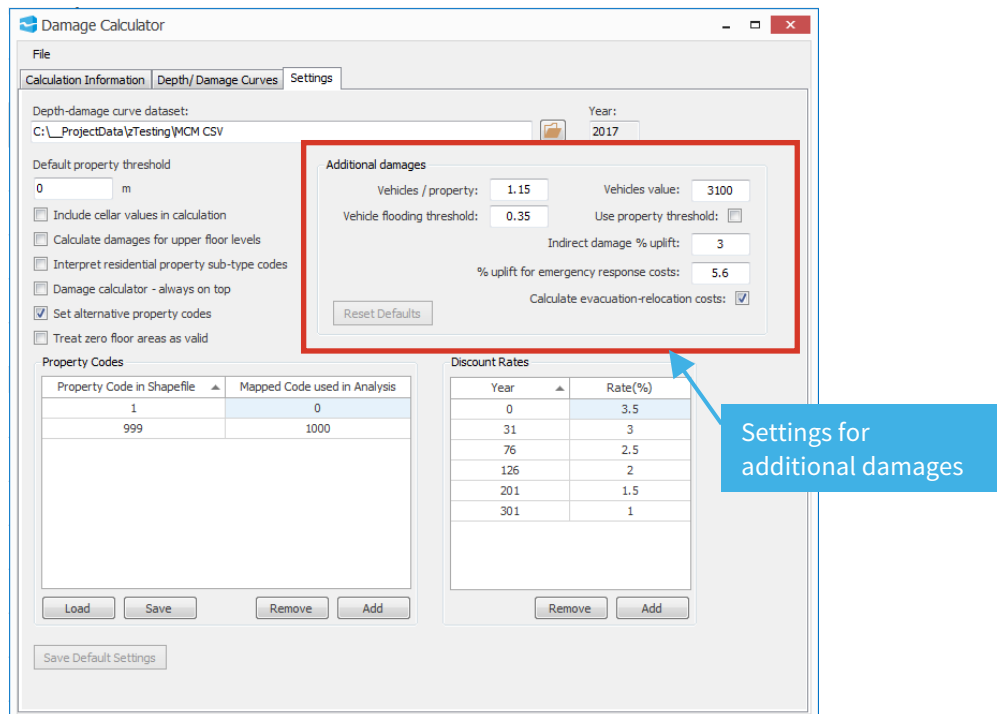 Damage Calculator
File
Calculation Information
Depth/ Damage Curves
Settings
Depth-damage curve dataset:
Year:
C:\__ProjectData\zTesting\MCM CSV
2017
Default property threshold
0 m
Include cellar values in calculation
Calculate damages for upper floor levels
Interpret residential property sub-type codes
Damage calculator - always on top
Set alternative property codes
Treat zero floor areas as valid
Additional damages
Vehicles / property: 1.15
Vehicles value: 3100
Vehicle flooding threshold: 0.35
Use property threshold:
Indirect damage % uplift: 3
% uplift for emergency response costs: 5.6
Calculate evacuation-relocation costs:
Reset Defaults
Property Codes
Property Code in Shapefile Mapped Code used in Analysis
1 0
999 1000
Load Save Remove Add
Discount Rates
Year Rate(%)
0 3.5
31 3
76 2.5
126 2
201 1.5
301 1
Remove Add
Settings for
additional damages
Save Default Settings